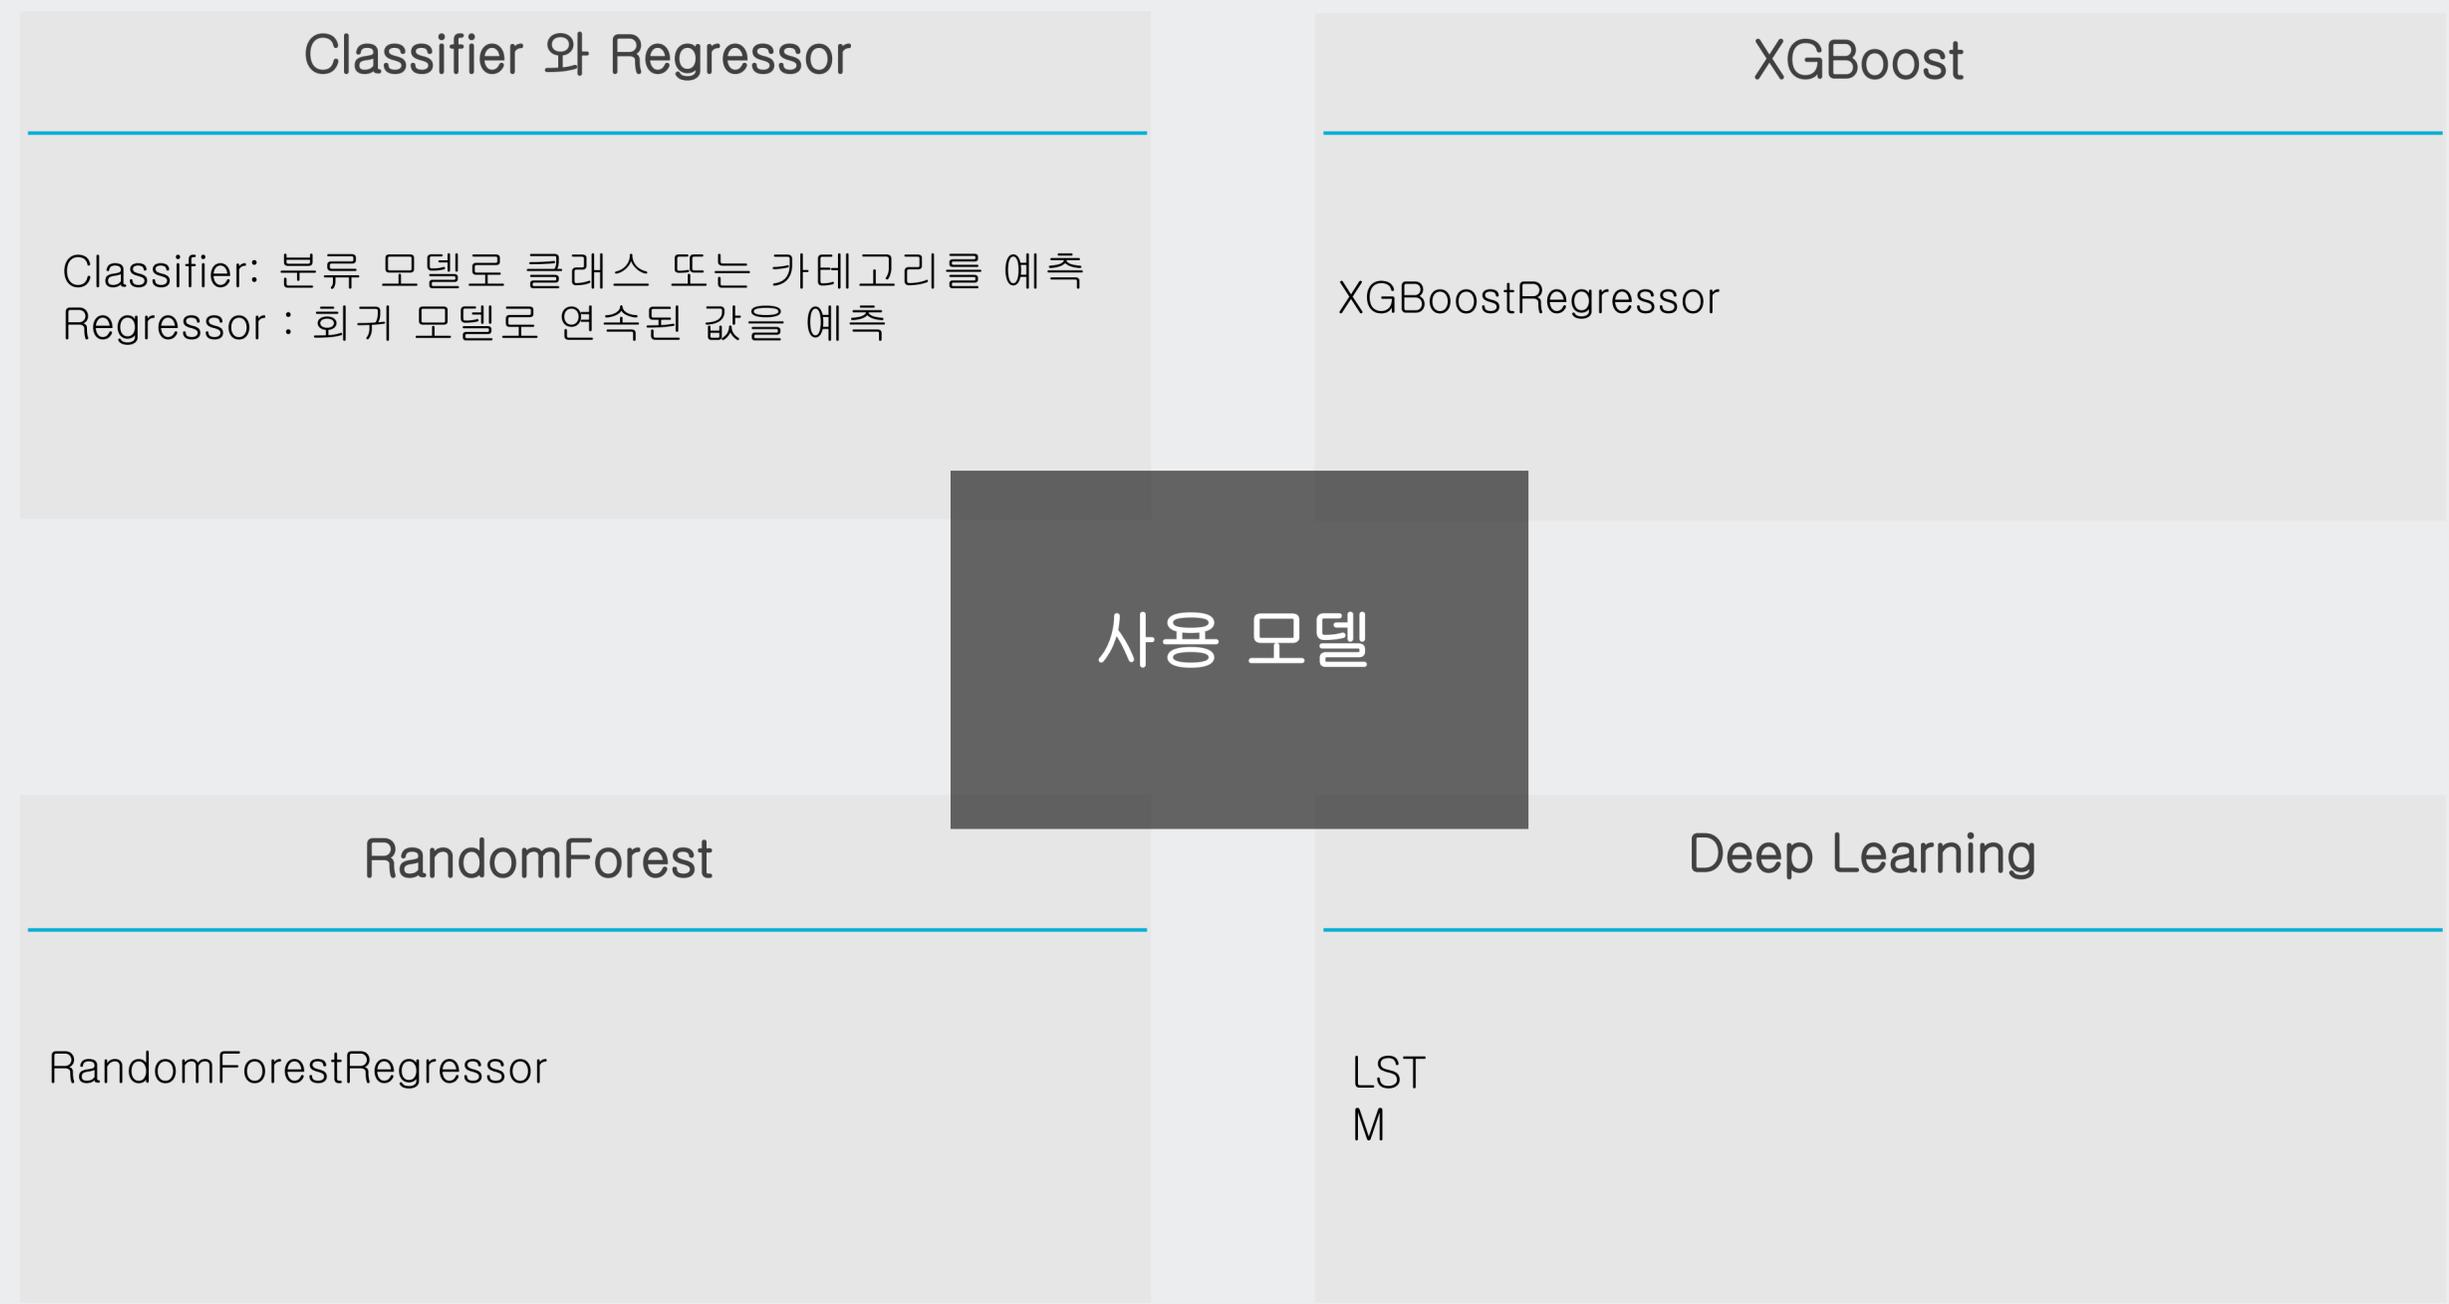 Classifier 와 Regressor
Classifier: 분류 모델로 클래스 또는 카테고리를 예측
Regressor : 회귀 모델로 연속된 값을 예측
XGBoost
XGBoostRegressor
사용 모델
RandomForest
RandomForestRegressor
Deep Learning
LST
M